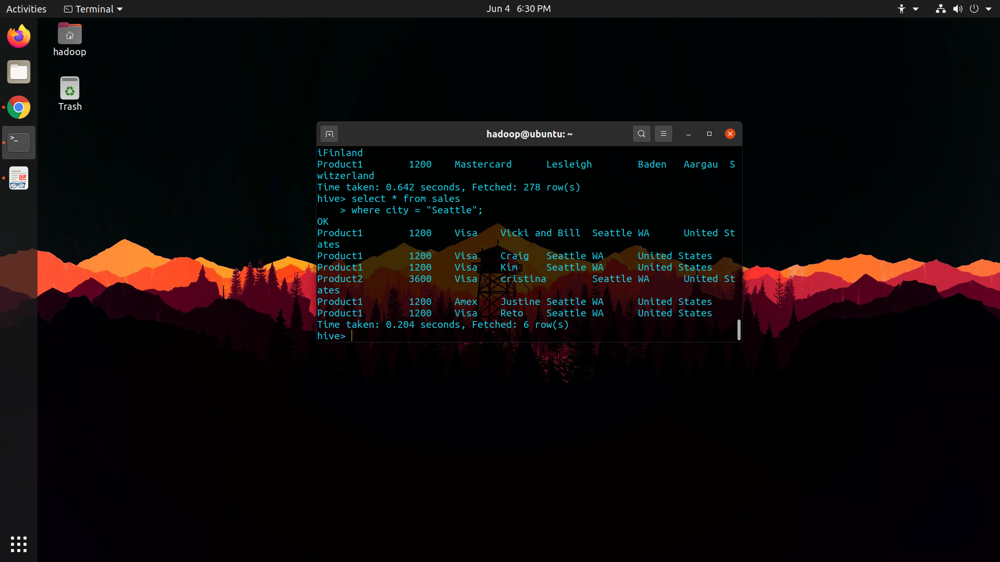 Activities Terminal Jun 4 6:30 PM
hadoop
Trash
hadoop@ubuntu: ~
iFinland
Product1 1200 Mastercard Lesleigh Baden Aargau S
witzerland
Time taken: 0.642 seconds, Fetched: 278 row(s)
hive> select * from sales
> where city = "Seattle";
OK
Product1 1200 Visa Vicki and Bill Seattle WA United St
ates
Product1 1200 Visa Craig Seattle WA United States
Product1 1200 Visa Kim Seattle WA United States
Product2 3600 Visa cristina Seattle WA United St
ates
Product1 1200 Amex Justine Seattle WA United States
Product1 1200 Visa Reto Seattle WA United States
Time taken: 0.204 seconds, Fetched: 6 row(s)
hive>